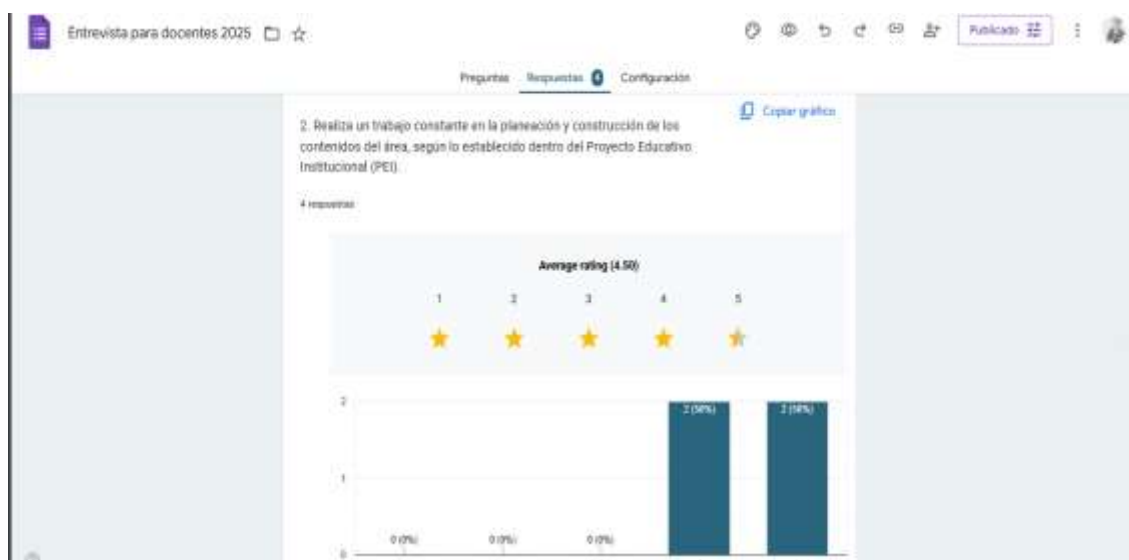 Entrevista para docentes 2025
Publicado
Preguntas Respuestas 4 Configuración
Copiar gráfico
2. Realiza un trabajo constante en la planeación y construcción de los
contenidos del área, según lo establecido dentro del Proyecto Educativo
Institucional (PEI).
4 respuestas
Average rating (4.50)
1 2 3 4 5
2
2 (50%) 2 (50%)
1
0 (0%) 0 (0%) 0 (0%)
0